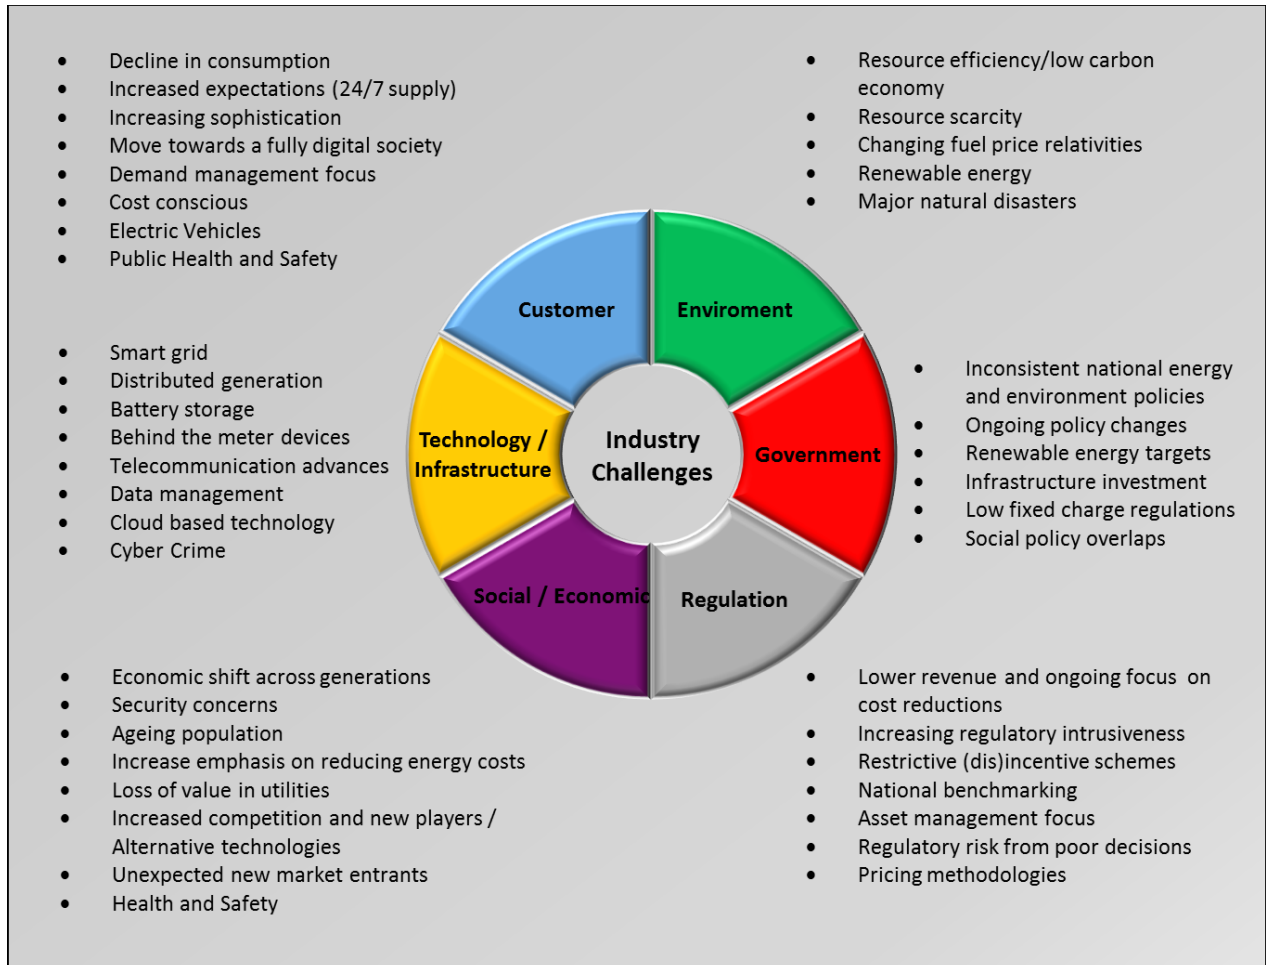 • Decline in consumption
• Increased expectations (24/7 supply)
• Increasing sophistication
• Move towards a fully digital society
• Demand management focus
• Cost conscious
• Electric Vehicles
• Public Health and Safety
• Resource efficiency/low carbon
economy
• Resource scarcity
• Changing fuel price relativities
• Renewable energy
• Major natural disasters
Customer
Enviroment
• Smart grid
• Distributed generation
• Battery storage
• Behind the meter devices
• Telecommunication advances
• Data management
• Cloud based technology
• Cyber Crime
Technology /
Infrastructure
Industry
Challenges
Government
• Inconsistent national energy
and environment policies
• Ongoing policy changes
• Renewable energy targets
• Infrastructure investment
• Low fixed charge regulations
• Social policy overlaps
Social / Economic
Regulation
• Economic shift across generations
• Security concerns
• Ageing population
• Increase emphasis on reducing energy costs
• Loss of value in utilities
• Increased competition and new players /
Alternative technologies
• Unexpected new market entrants
• Health and Safety
• Lower revenue and ongoing focus on
cost reductions
• Increasing regulatory intrusiveness
• Restrictive (dis)incentive schemes
• National benchmarking
• Asset management focus
• Regulatory risk from poor decisions
• Pricing methodologies